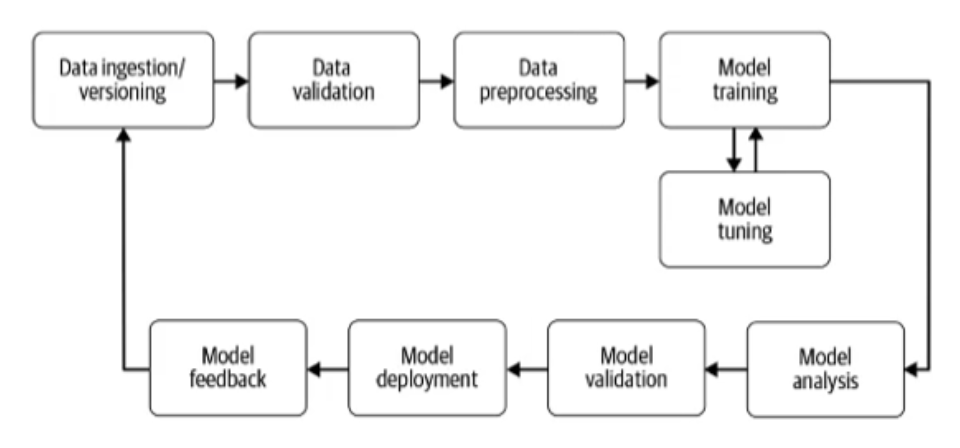 Data ingestion/
versioning
Data
validation
Data
preprocessing
Model
training
Model
tuning
Model
feedback
Model
deployment
Model
validation
Model
analysis